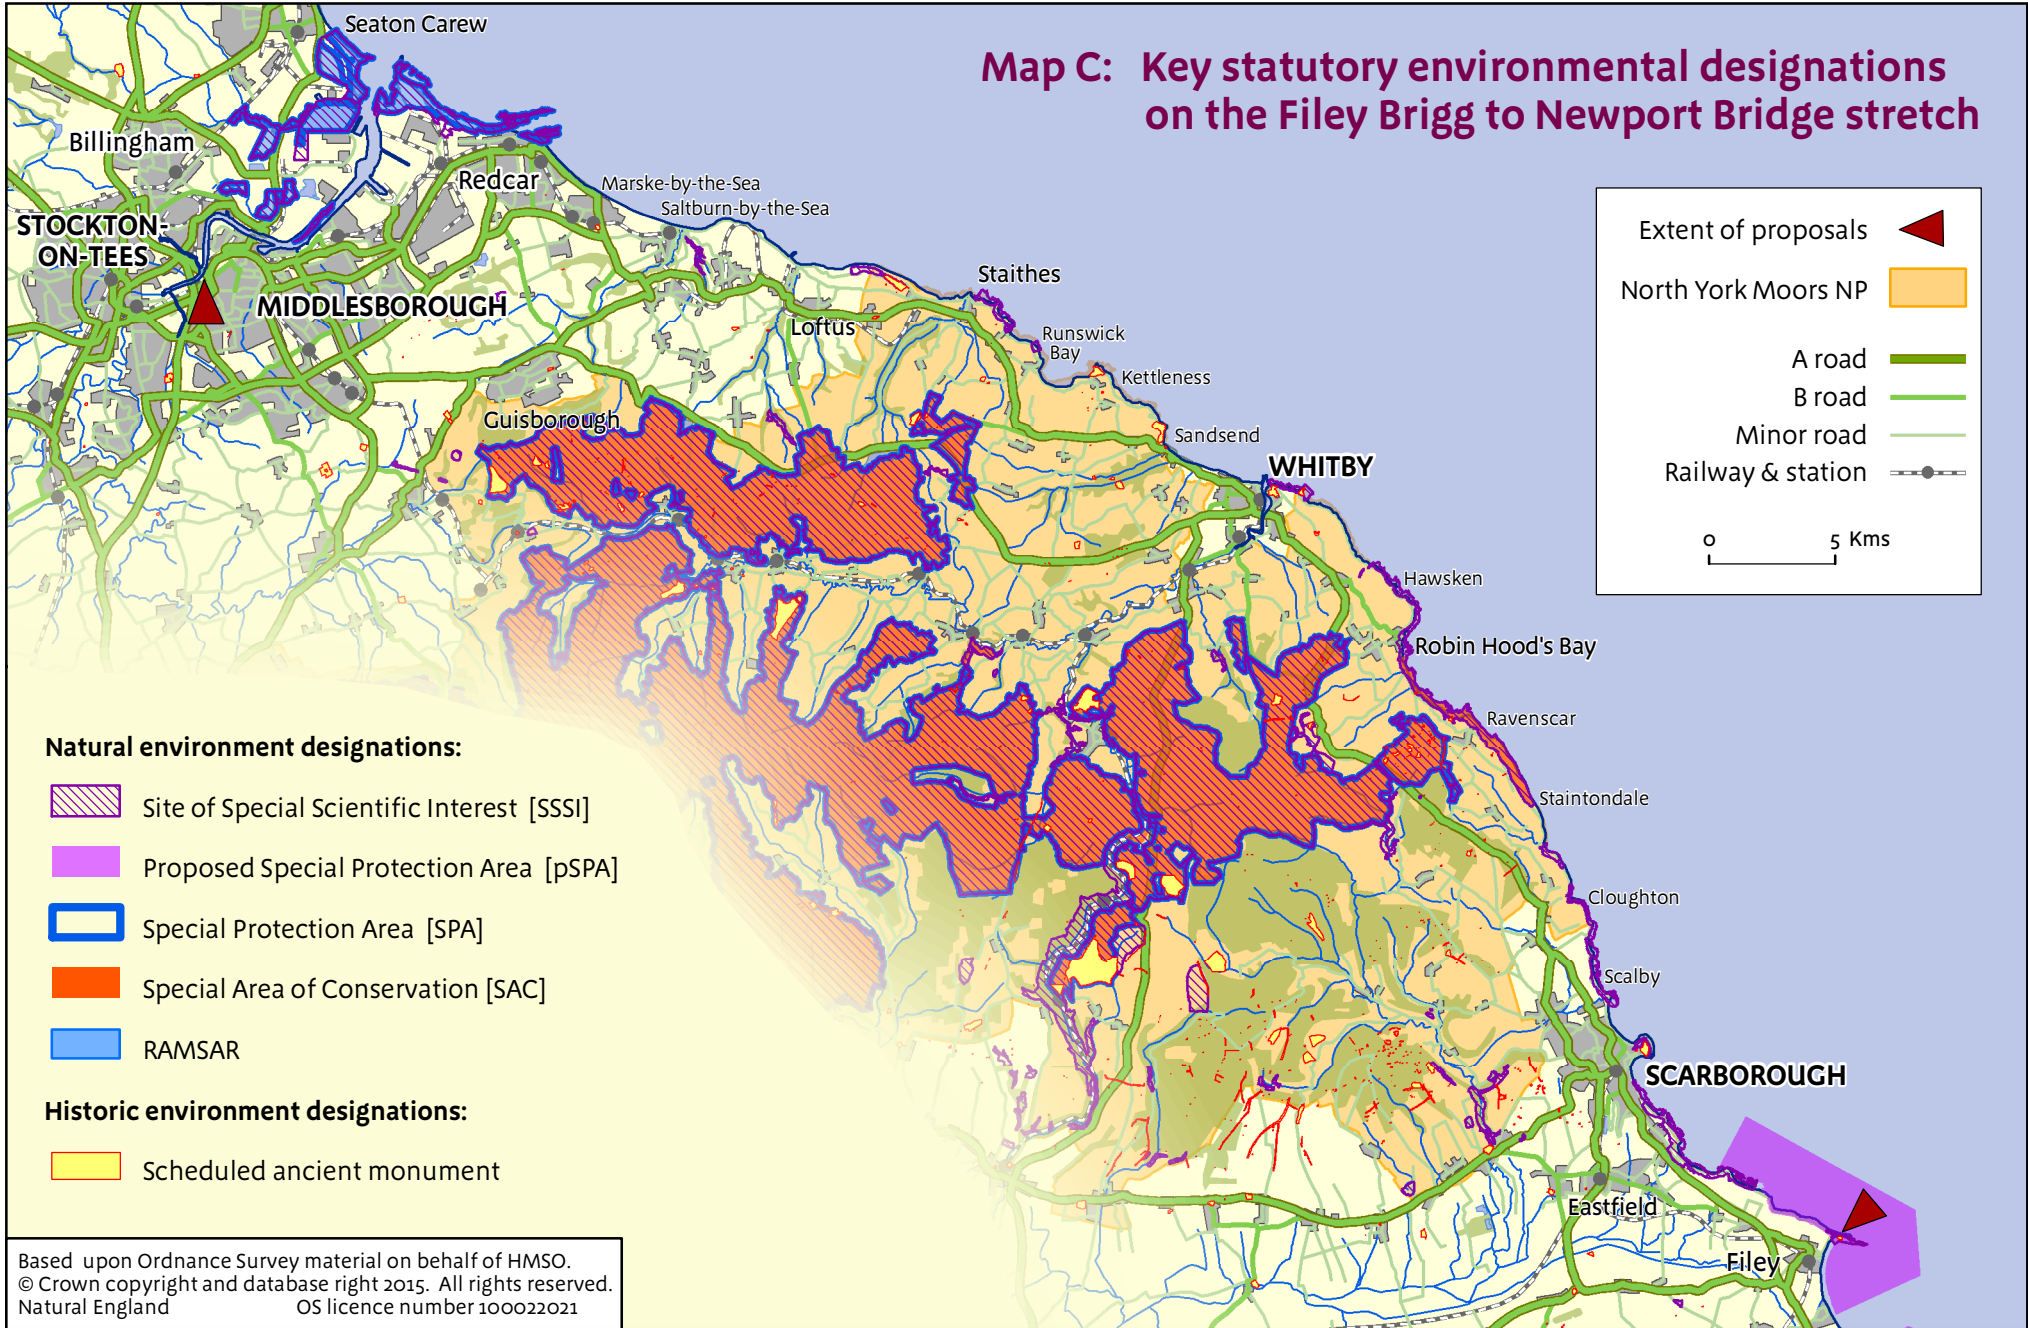 Map C: Key statutory environmental designations
on the Filey Brigg to Newport Bridge stretch
Seaton Carew
Billingham
Redcar
Marske-by-the-Sea
Saltburn-by-the-Sea
STOCKTON-
ON-TEES
MIDDLESBOROUGH
Staithes
Loftus
Runswick
Bay
Kettleness
Guisborough
Sandsend
WHITBY
Hawsken
Robin Hood's Bay
Ravenscar
Staintondale
Cloughton
Scalby
SCARBOROUGH
Eastfield
Filey
Extent of proposals
North York Moors NP
A road
B road
Minor road
Railway & station
0 5 Kms
Natural environment designations:
Site of Special Scientific Interest [SSSI]
Proposed Special Protection Area [pSPA]
Special Protection Area [SPA]
Special Area of Conservation [SAC]
RAMSAR
Historic environment designations:
Scheduled ancient monument
Based upon Ordnance Survey material on behalf of HMSO.
© Crown copyright and database right 2015. All rights reserved.
Natural England OS licence number 100022021